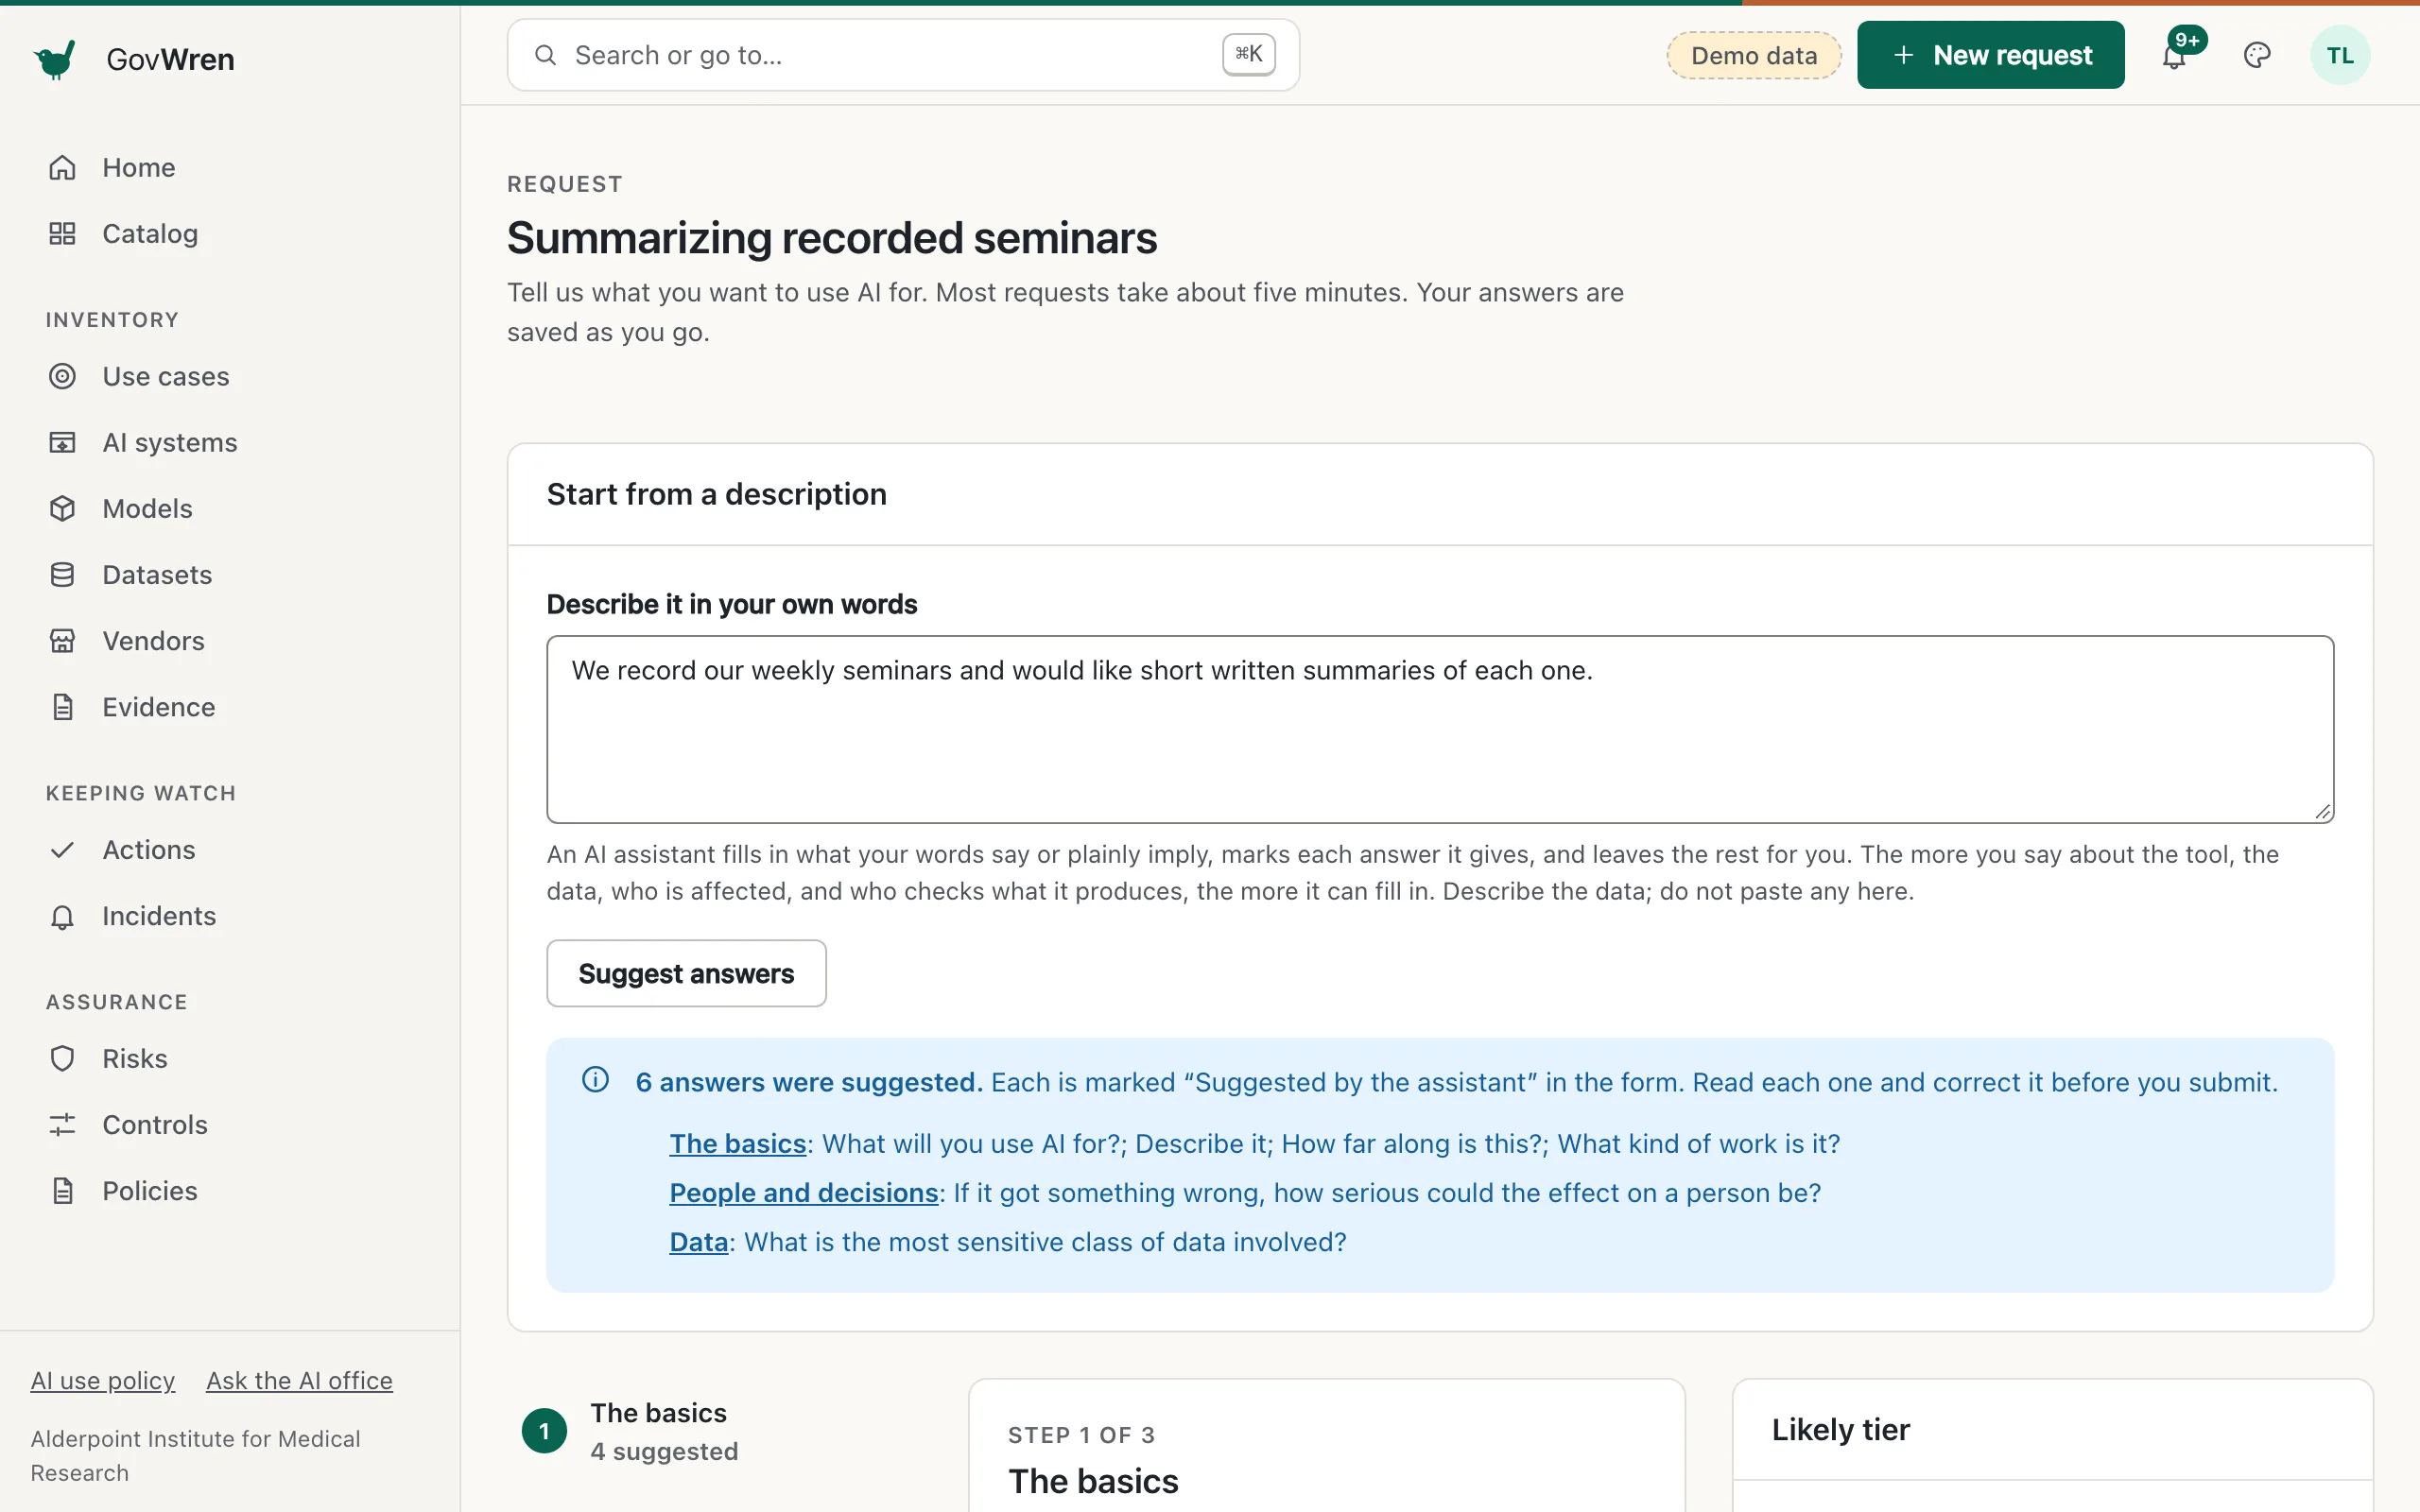 GovWren
Search or go to...
⌘K
Demo data
+ New request
9+
TL
Home
Catalog
INVENTORY
Use cases
AI systems
Models
Datasets
Vendors
Evidence
KEEPING WATCH
Actions
Incidents
ASSURANCE
Risks
Controls
Policies
AI use policy
Ask the AI office
Alderpoint Institute for Medical
Research
REQUEST
Summarizing recorded seminars
Tell us what you want to use AI for. Most requests take about five minutes. Your answers are
saved as you go.
Start from a description
Describe it in your own words
We record our weekly seminars and would like short written summaries of each one.
An AI assistant fills in what your words say or plainly imply, marks each answer it gives, and leaves the rest for you. The more you say about the tool, the
data, who is affected, and who checks what it produces, the more it can fill in. Describe the data; do not paste any here.
Suggest answers
6 answers were suggested. Each is marked “Suggested by the assistant” in the form. Read each one and correct it before you submit.
The basics: What will you use AI for?; Describe it; How far along is this?; What kind of work is it?
People and decisions: If it got something wrong, how serious could the effect on a person be?
Data: What is the most sensitive class of data involved?
1
The basics
4 suggested
STEP 1 OF 3
The basics
Likely tier